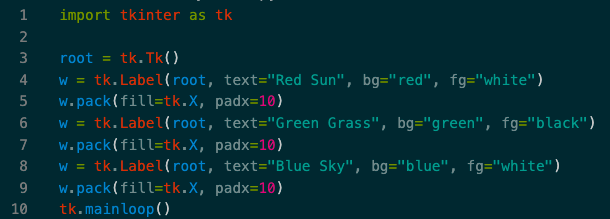 1 import tkinter as tk
2
3 root = tk.Tk()
4 w = tk.Label(root, text="Red Sun", bg="red", fg="white")
5 w.pack(fill=tk.X, padx=10)
6 w = tk.Label(root, text="Green Grass", bg="green", fg="black")
7 w.pack(fill=tk.X, padx=10)
8 w = tk.Label(root, text="Blue Sky", bg="blue", fg="white")
9 w.pack(fill=tk.X, padx=10)
10 tk.mainloop()